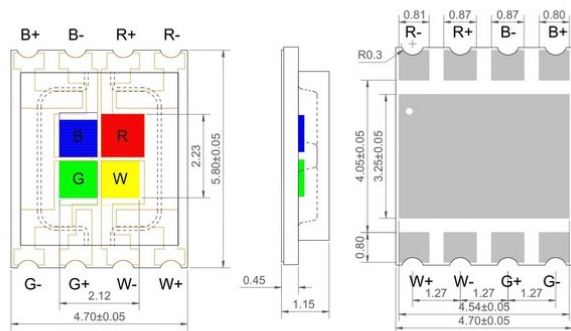 B+ B- R+ R-
B R
G W
G- G+ W- W+
2.23
5.80±0.05
2.12
4.70±0.05
0.45
1.15
0.81 0.87 0.87 0.80
R- R+ B- B+
R0.3
4.05±0.05
3.25±0.05
0.80
W+ W- G+ G-
1.27 1.27 1.27
4.54±0.05
4.70±0.05